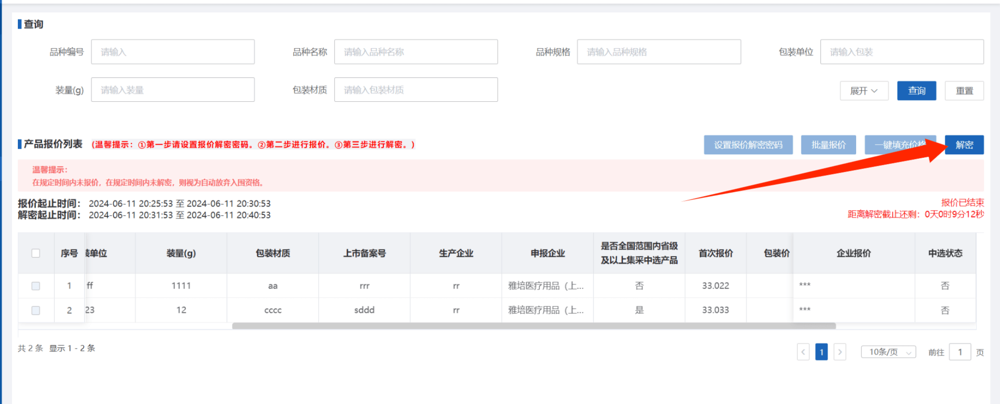 查询
品种编号 请输入 品种名称 请输入品种名称 品种规格 请输入品种规格 包装单位 请输入包装
装量(g) 请输入装量 包装材质 请输入包装材质 展开 查询 重置
产品报价列表 (温馨提示：①第一步请设置报价解密密码。②第二步进行报价。③第三步进行解密。) 设置报价解密密码 批量报价 一键填充价格 解密
温馨提示：
在规定时间内未报价，在规定时间内未解密，则视为自动放弃入围资格。
报价起止时间： 2024-06-11 20:25:53 至 2024-06-11 20:30:53 报价已结束
解密起止时间： 2024-06-11 20:31:53 至 2024-06-11 20:40:53 距离解密截止还剩：0天0时9分12秒
序号 单位 装量(g) 包装材质 上市备案号 生产企业 申报企业 是否全国范围内省级 首次报价 包装价 企业报价 中选状态
及以上集采中选产品
1 ff 1111 aa rrr rr 雅培医疗用品（上... 否 33.022 *** 否
2 23 12 cccc sddd rr 雅培医疗用品（上... 是 33.033 *** 否
共 2 条 显示 1 - 2 条 < 1 > 10条/页 前往 1 页